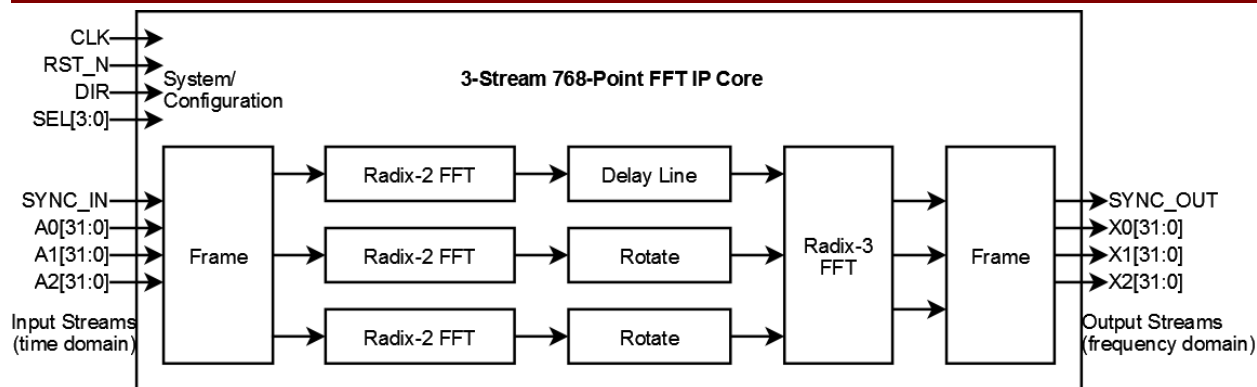 CLK
RST_N
DIR
SEL[3:0]
System/
Configuration
3-Stream 768-Point FFT IP Core
SYNC_IN
A0[31:0]
A1[31:0]
A2[31:0]
Input Streams
(time domain)
Frame
Radix-2 FFT
Delay Line
Radix-2 FFT
Rotate
Radix-2 FFT
Rotate
Radix-3
FFT
Frame
SYNC_OUT
X0[31:0]
X1[31:0]
X2[31:0]
Output Streams
(frequency domain)